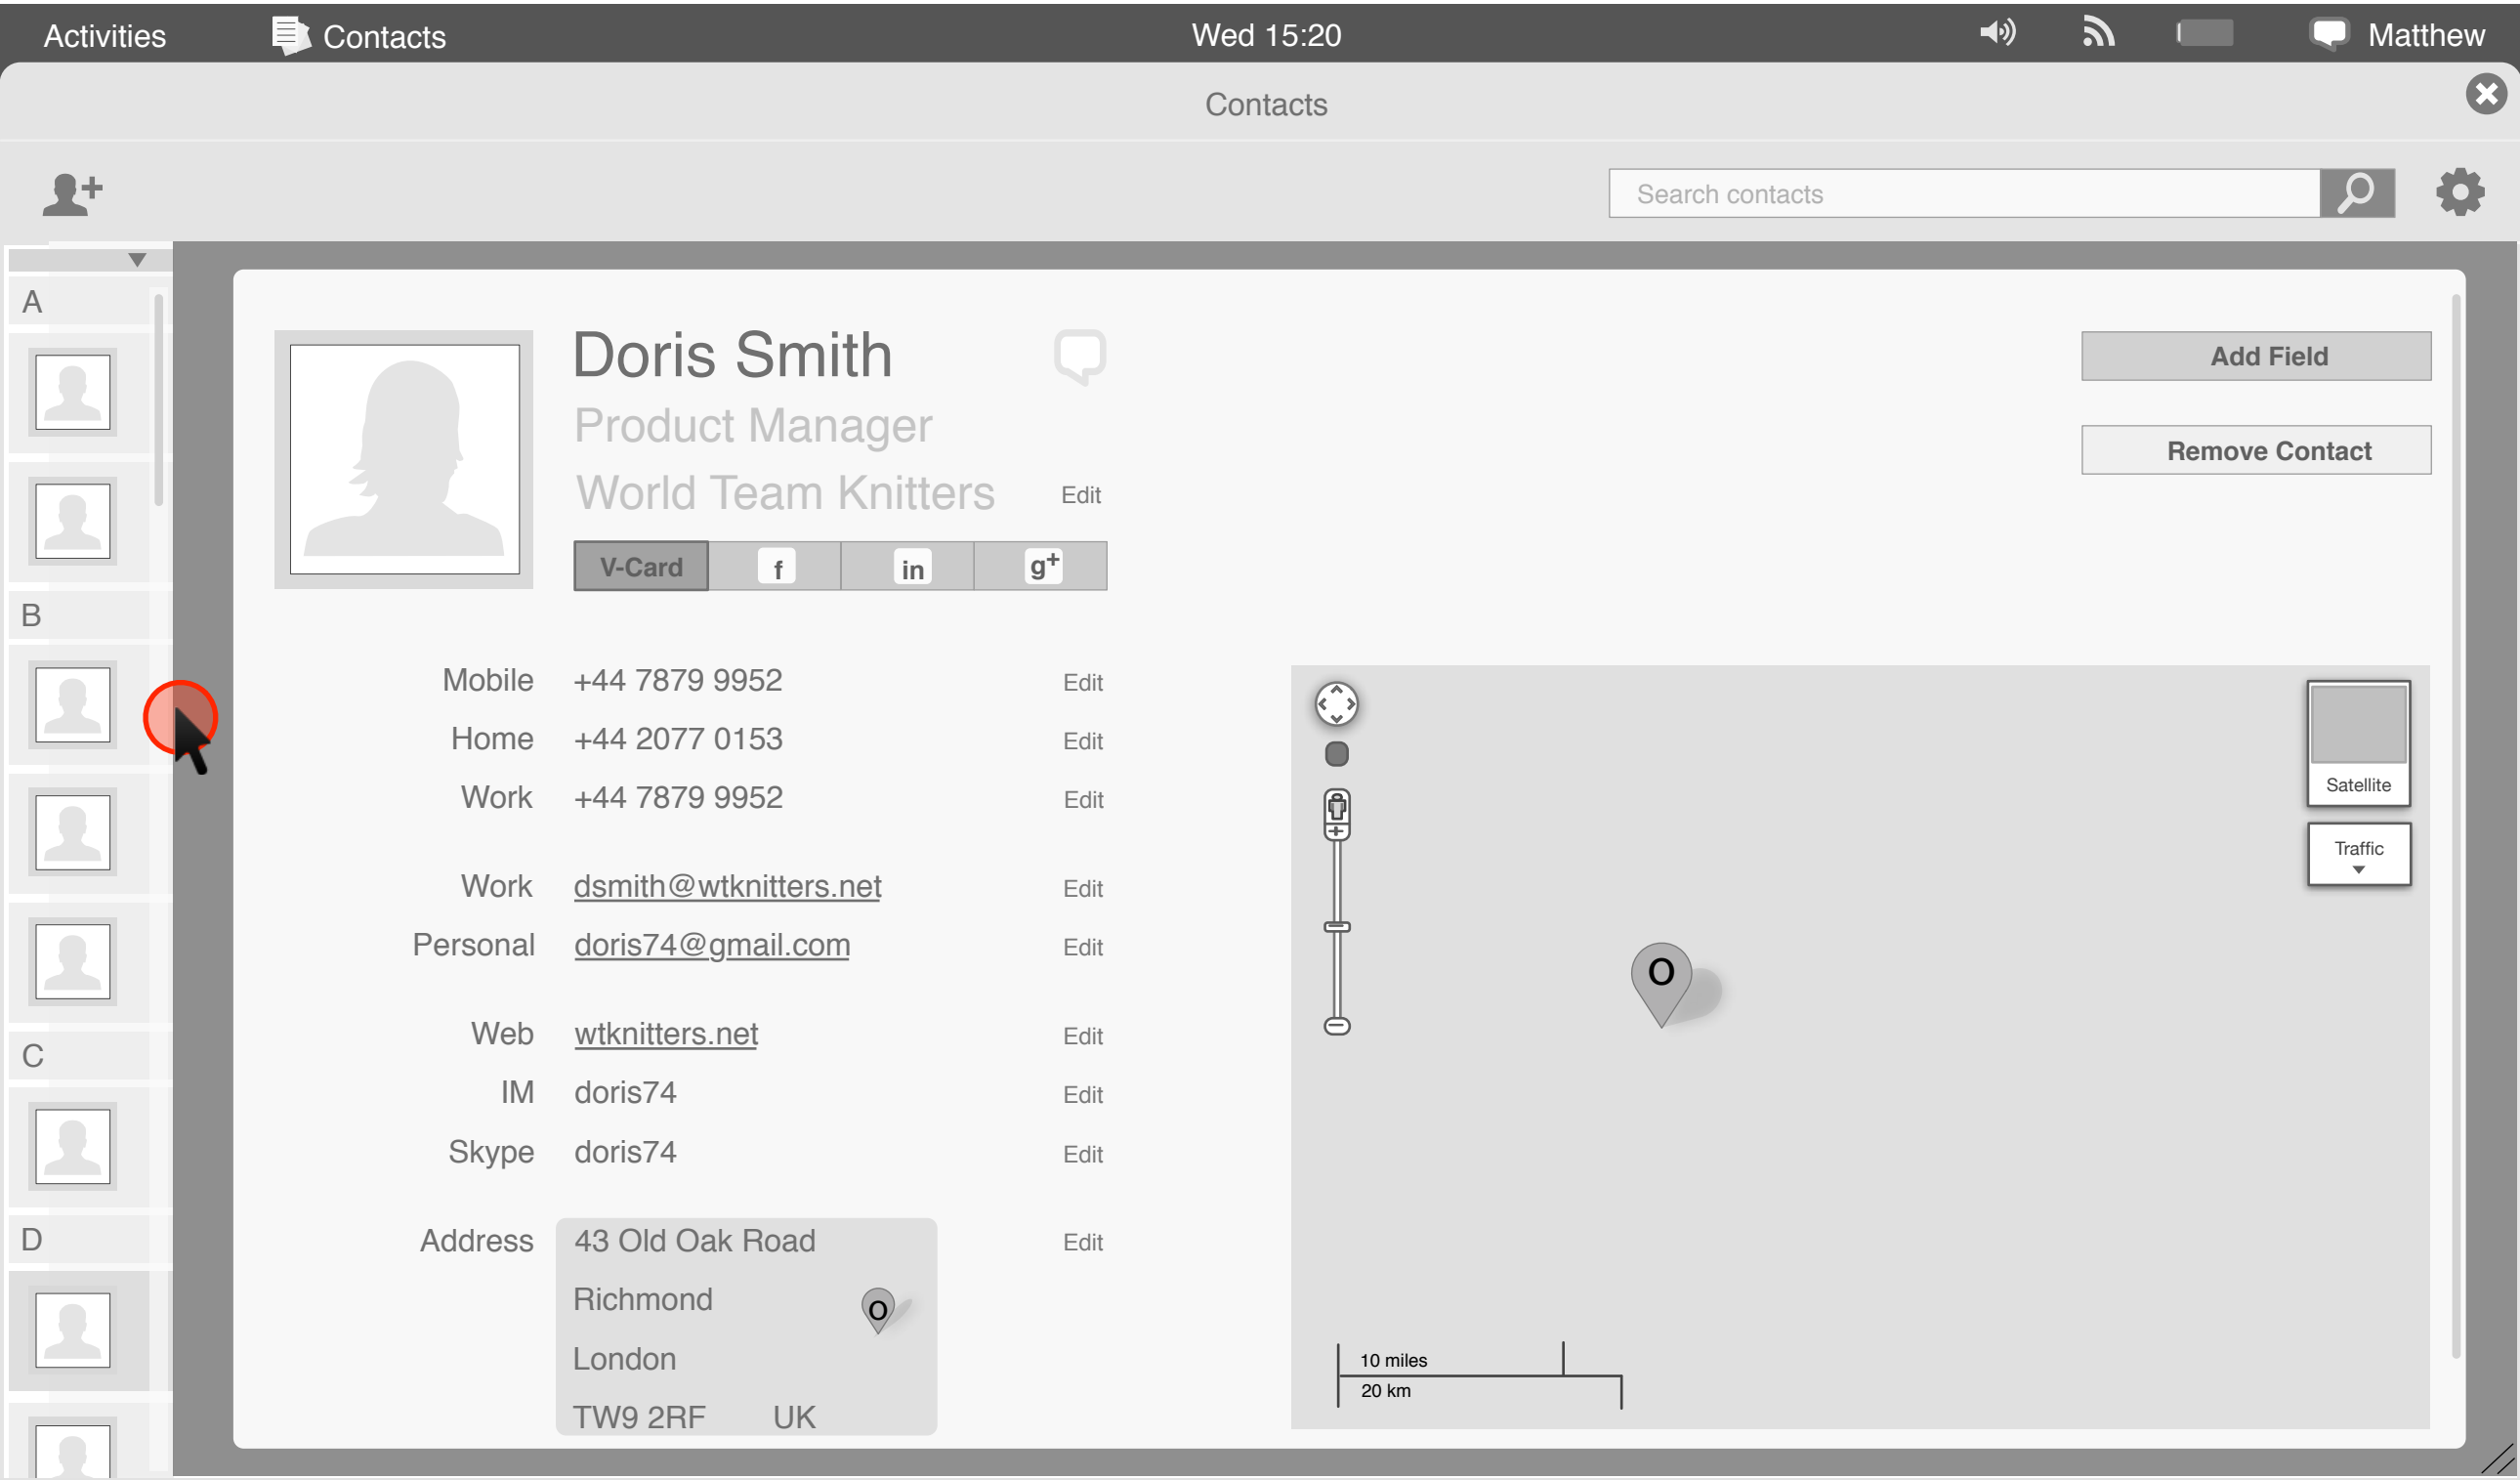 Activities Contacts Wed 15:20 Matthew
Contacts
Search contacts
A
B
C
D
Doris Smith
Product Manager
World Team Knitters Edit
V-Card f in g+
Add Field
Remove Contact
Mobile +44 7879 9952 Edit
Home +44 2077 0153 Edit
Work +44 7879 9952 Edit
Work dsmith@wtknitters.net Edit
Personal doris74@gmail.com Edit
Web wtknitters.net Edit
IM doris74 Edit
Skype doris74 Edit
Address 43 Old Oak Road Edit
Richmond
O
London
TW9 2RF UK
Satellite
Traffic
O
10 miles
20 km